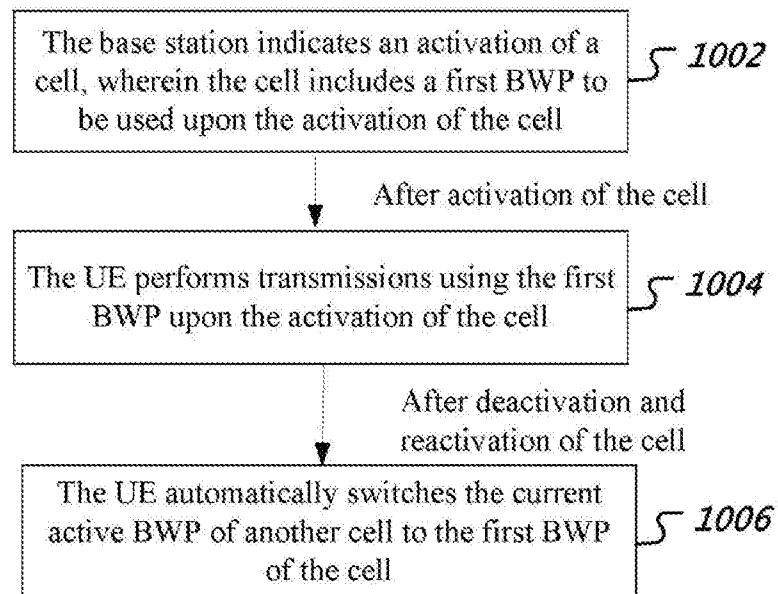 The base station indicates an activation of a
cell, wherein the cell includes a first BWP to
be used upon the activation of the cell
1002
After activation of the cell
The UE performs transmissions using the first
BWP upon the activation of the cell
1004
After deactivation and
reactivation of the cell
The UE automatically switches the current
active BWP of another cell to the first BWP
of the cell
1006